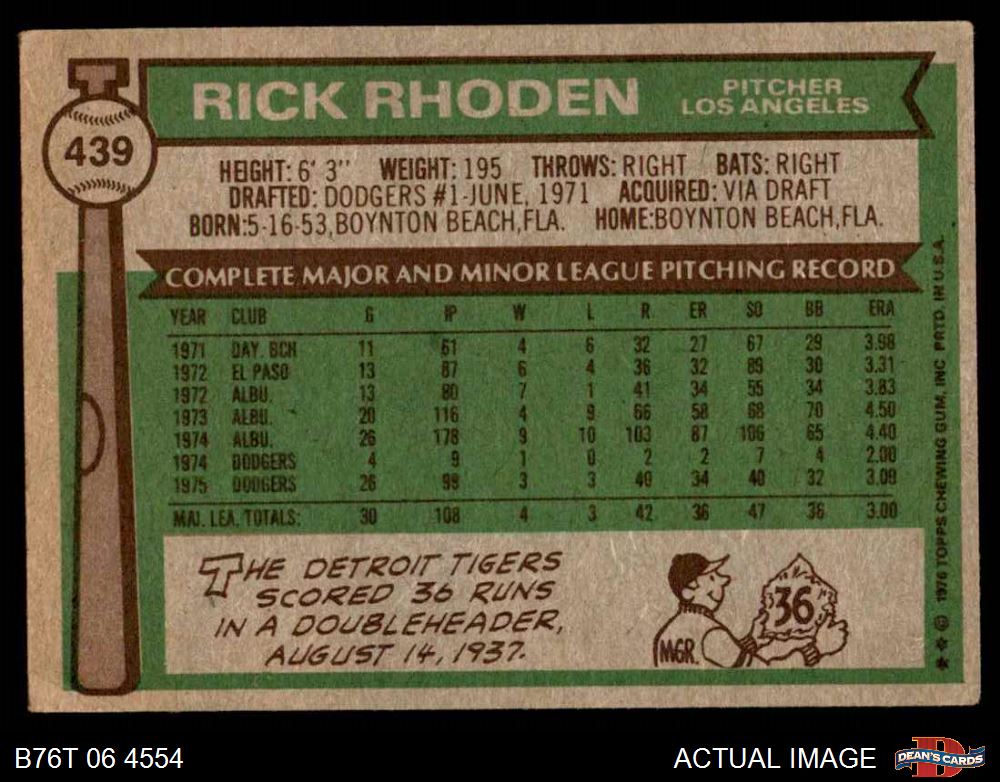 RICK RHODEN
PITCHER
LOS ANGELES
439
HEIGHT: 6' 3" WEIGHT: 195 THROWS: RIGHT BATS: RIGHT
DRAFTED: DODGERS #1-JUNE, 1971 ACQUIRED: VIA DRAFT
BORN: 5-16-53, BOYNTON BEACH, FLA. HOME: BOYNTON BEACH, FLA.
COMPLETE MAJOR AND MINOR LEAGUE PITCHING RECORD
YEAR CLUB G IP W L R ER SO BB ERA
1971 DAY. BCH 11 61 4 6 32 27 67 29 3.98
1972 EL PASO 13 87 6 4 36 32 89 30 3.31
1972 ALBU. 13 80 7 1 41 34 55 34 3.83
1973 ALBU. 20 116 4 9 66 58 68 70 4.50
1974 ALBU. 26 178 9 10 103 87 106 65 4.40
1974 DODGERS 4 9 1 0 2 2 7 4 2.00
1975 DODGERS 26 99 3 3 40 34 40 32 3.09
MAJ. LEA. TOTALS: 30 108 4 3 42 36 47 36 3.00
THE DETROIT TIGERS
SCORED 36 RUNS
IN A DOUBLEHEADER,
AUGUST 14, 1937.
MGR.
36
** © 1976 TOPPS CHEWING GUM, INC PRTD. IN U.S.A.
B76T 06 4554
ACTUAL IMAGE
D
DEAN'S CARDS